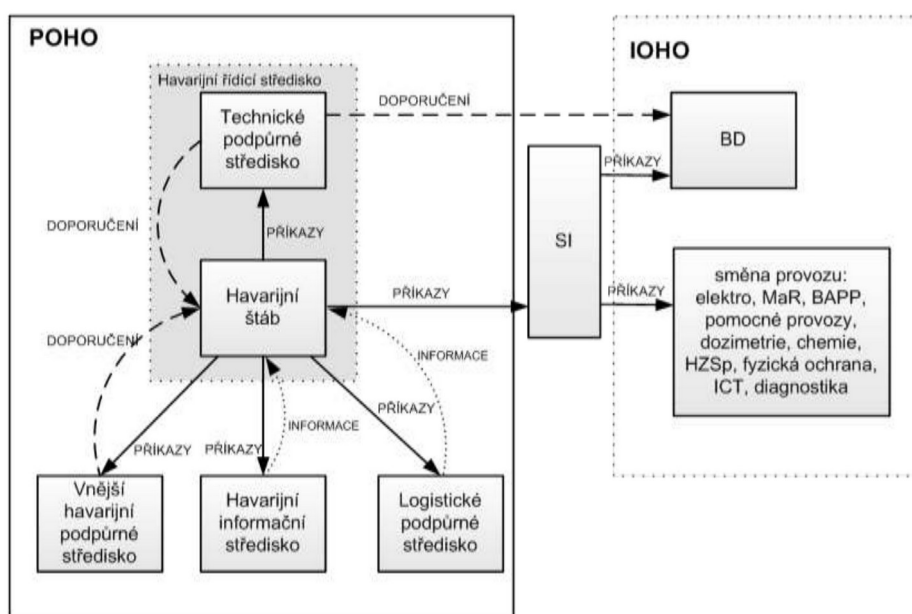 POHO
IOHO
Havarijní řídící středisko
Technické
podpůrné
středisko
DOPORUČENÍ
BD
PŘÍKAZY
SI
DOPORUČENÍ
PŘÍKAZY
Havarijní
štáb
PŘÍKAZY
PŘÍKAZY
směna provozu:
elektro, MaR, BAPP,
pomocné provozy,
dozimetrie, chemie,
HZSp, fyzická ochrana,
ICT, diagnostika
DOPORUČENÍ
INFORMACE
PŘÍKAZY
INFORMACE
PŘÍKAZY
PŘÍKAZY
Vnější
havarijní
podpůrné
středisko
Havarijní
informační
středisko
Logistické
podpůrné
středisko